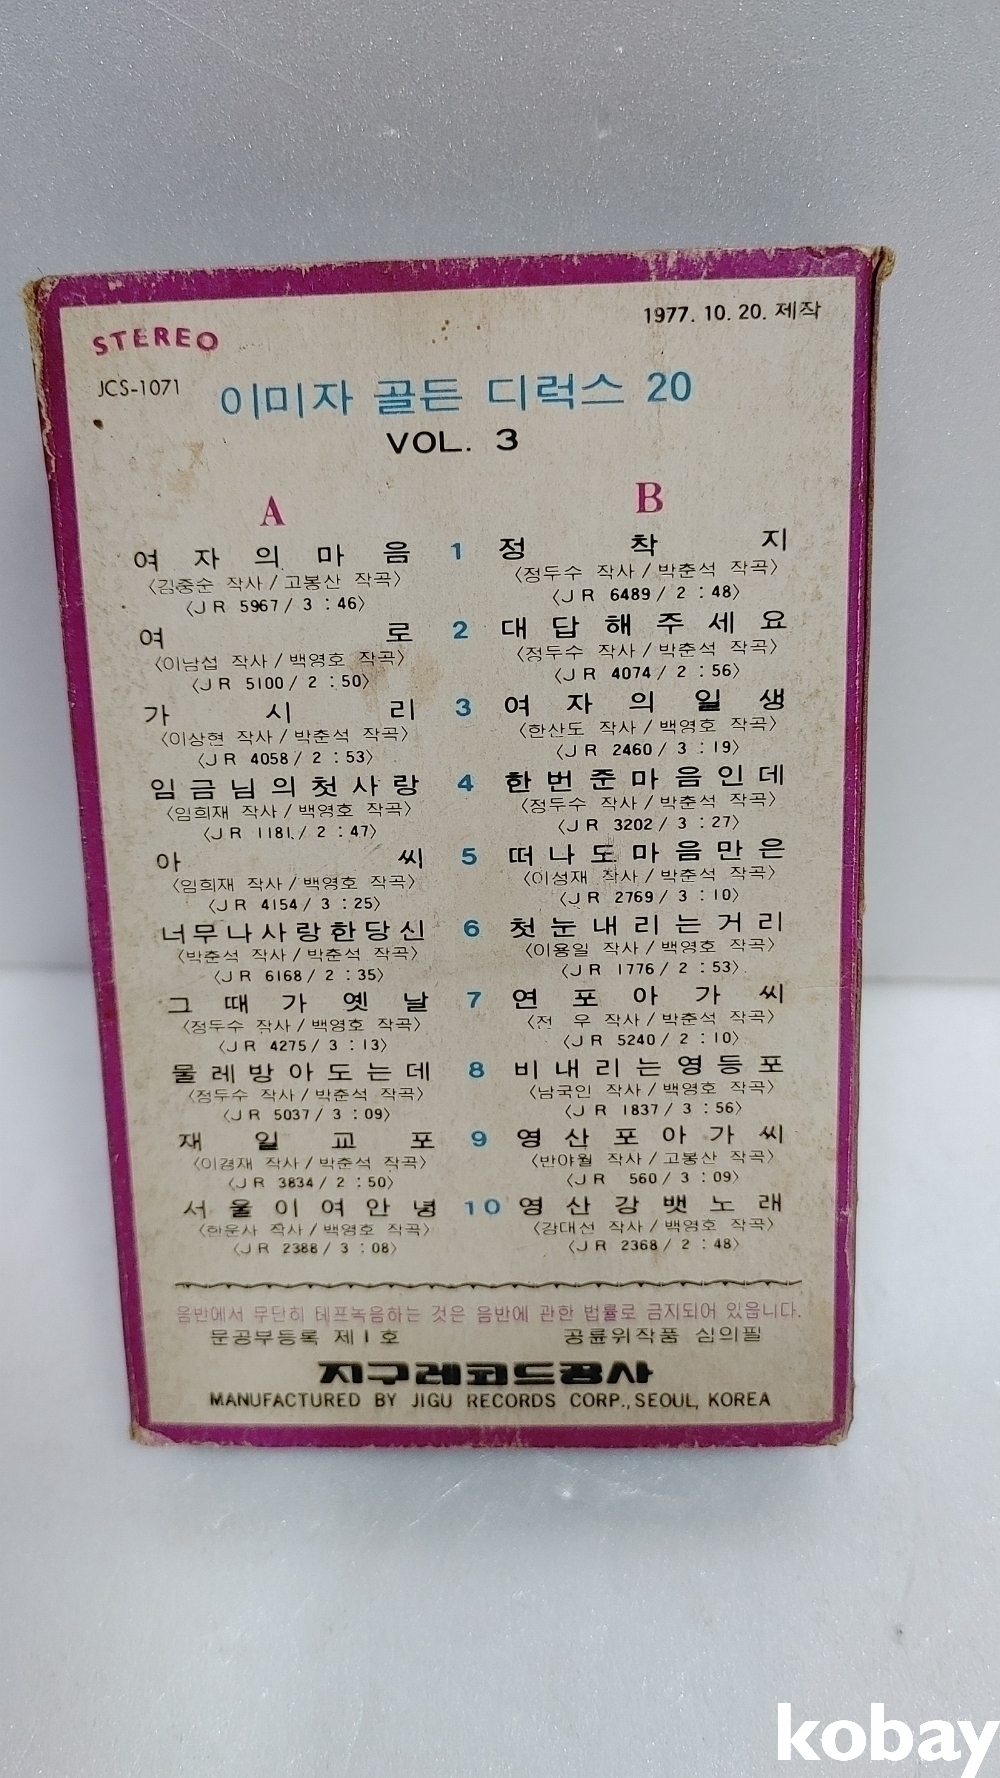 STEREO
1977. 10. 20. 제작
JCS-1071
이미자 골든 디럭스 20
VOL. 3
A
B
여자의마음 1 정착지
〈김중순 작사/고봉산 작곡〉 〈정두수 작사/박춘석 작곡〉
〈JR 5967/3:46〉 〈JR 6489/2:48〉
여로 2 대답해주세요
〈이남섭 작사/백영호 작곡〉 〈정두수 작사/박춘석 작곡〉
〈JR 5100/2:50〉 〈JR 4074/2:56〉
가시리 3 여자의일생
〈이상현 작사/박춘석 작곡〉 〈한산도 작사/백영호 작곡〉
〈JR 4058/2:53〉 〈JR 2460/3:19〉
임금님의첫사랑 4 한번준마음인데
〈임희재 작사/백영호 작곡〉 〈정두수 작사/박춘석 작곡〉
〈JR 1181/2:47〉 〈JR 3202/3:27〉
아씨 5 떠나도마음만은
〈임희재 작사/백영호 작곡〉 〈이성재 작사/박춘석 작곡〉
〈JR 4154/3:25〉 〈JR 2769/3:10〉
너무나사랑한당신 6 첫눈내리는거리
〈박춘석 작사/박춘석 작곡〉 〈이용일 작사/백영호 작곡〉
〈JR 6168/2:35〉 〈JR 1776/2:53〉
그때가옛날 7 연포아가씨
〈정두수 작사/백영호 작곡〉 〈전 우 작사/박춘석 작곡〉
〈JR 4275/3:13〉 〈JR 5240/2:10〉
물레방아도는데 8 비내리는영등포
〈정두수 작사/박춘석 작곡〉 〈남국인 작사/백영호 작곡〉
〈JR 5037/3:09〉 〈JR 1837/3:56〉
재일교포 9 영산포아가씨
〈이경재 작사/박춘석 작곡〉 〈반야월 작사/고봉산 작곡〉
〈JR 3834/2:50〉 〈JR 560/3:09〉
서울이여안녕 10 영산강뱃노래
〈한운사 작사/백영호 작곡〉 〈강대선 작사/백영호 작곡〉
〈JR 2388/3:08〉 〈JR 2368/2:48〉
음반에서 무단히 테프녹음하는 것은 음반에 관한 법률로 금지되어 있읍니다.
문공부등록 제1호 공륜위작품 심의필
지구레코드공사
MANUFACTURED BY JIGU RECORDS CORP., SEOUL, KOREA
kobay